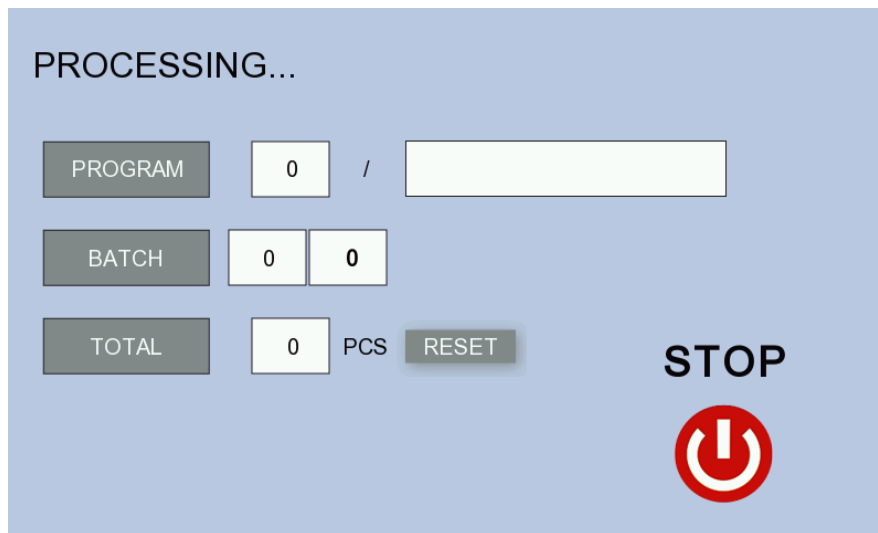 PROCESSING...
PROGRAM 0 /
BATCH 0 0
TOTAL 0 PCS RESET
STOP